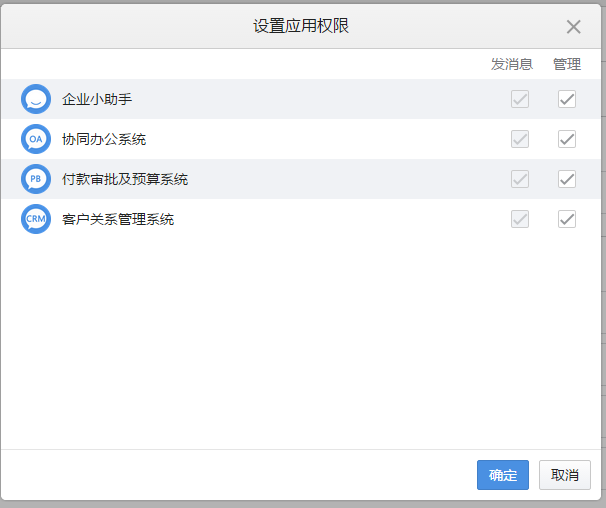 设置应用权限
发消息 管理
企业小助手
OA 协同办公系统
PB 付款审批及预算系统
CRM 客户关系管理系统
确定 取消